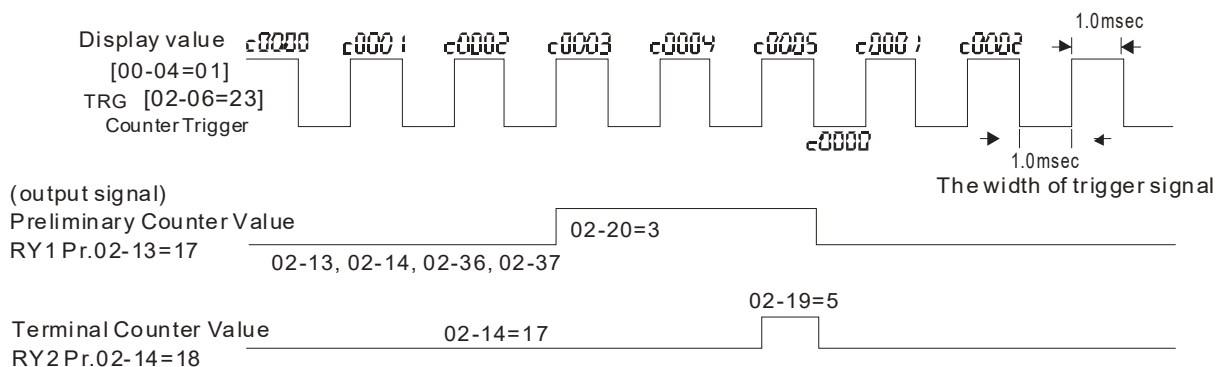 1.0msec
Display value c0000 c0001 c0002 c0003 c0004 c0005 c0001 c0002
[00-04=01]
TRG [02-06=23]
Counter Trigger
c0000
1.0msec
The width of trigger signal
(output signal)
Preliminary Counter Value
02-20=3
RY1 Pr.02-13=17
02-13, 02-14, 02-36, 02-37
02-19=5
Terminal Counter Value
02-14=17
RY2 Pr.02-14=18